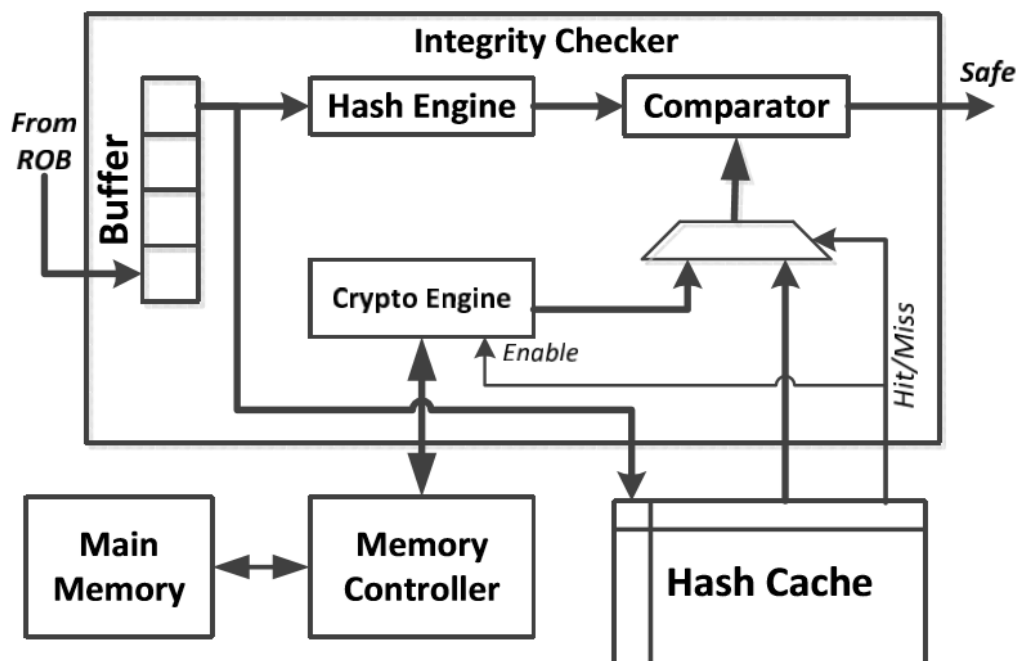 Integrity Checker
Safe
From
ROB
Buffer
Hash Engine
Comparator
Crypto Engine
Enable
Hit/Miss
Main
Memory
Memory
Controller
Hash Cache